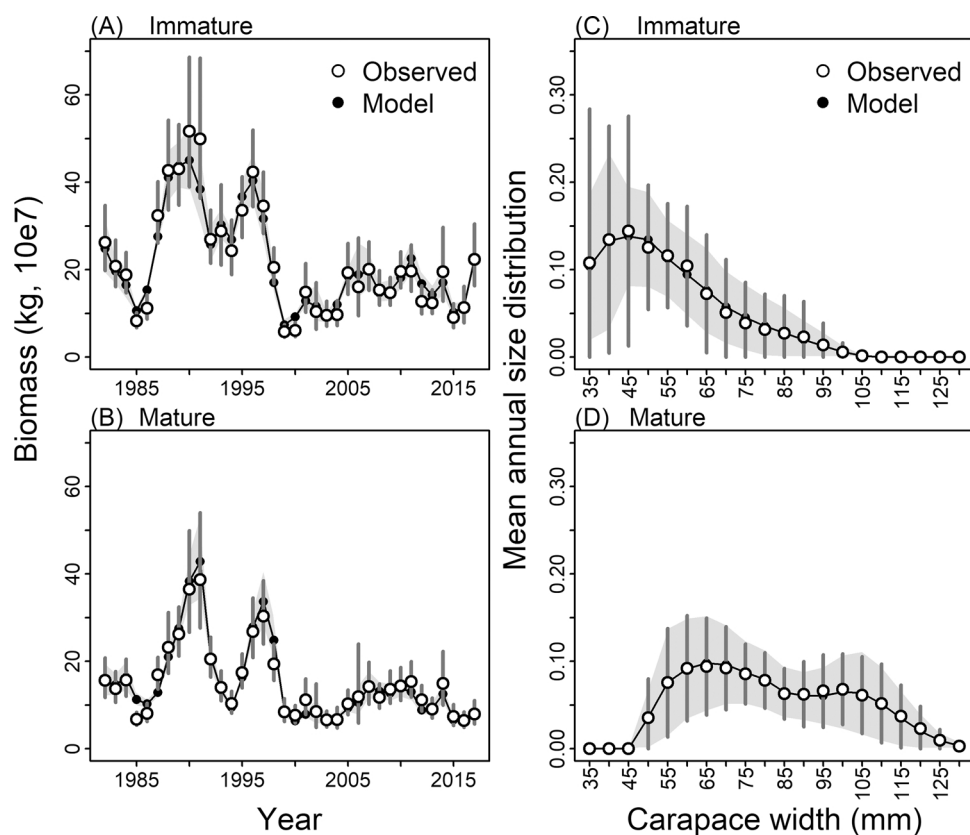 (A) Immature
Observed
Model
60
40
20
0
1985 1995 2005 2015
(B) Mature
60
40
20
0
1985 1995 2005 2015
Year
Biomass (kg, 10e7)
(C) Immature
Observed
Model
0.30
0.20
0.10
0.00
35 45 55 65 75 85 95 105 115 125
(D) Mature
0.30
0.20
0.10
0.00
35 45 55 65 75 85 95 105 115 125
Carapace width (mm)
Mean annual size distribution